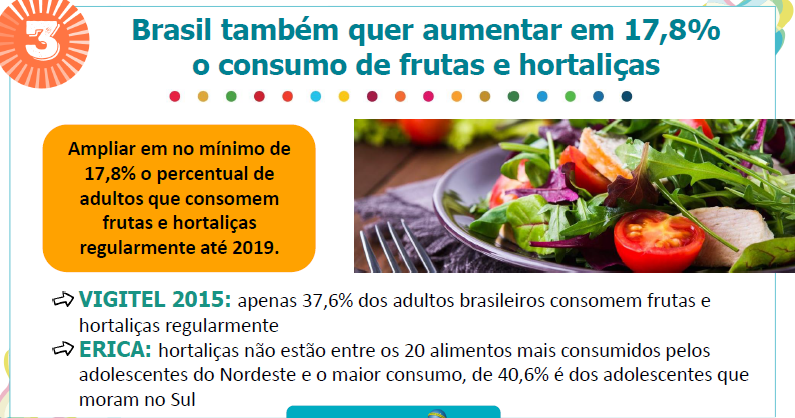 3
Brasil também quer aumentar em 17,8%
o consumo de frutas e hortaliças
Ampliar em no mínimo de
17,8% o percentual de
adultos que consomem
frutas e hortaliças
regularmente até 2019.
VIGITEL 2015: apenas 37,6% dos adultos brasileiros consomem frutas e
hortaliças regularmente
ERICA: hortaliças não estão entre os 20 alimentos mais consumidos pelos
adolescentes do Nordeste e o maior consumo, de 40,6% é dos adolescentes que
moram no Sul